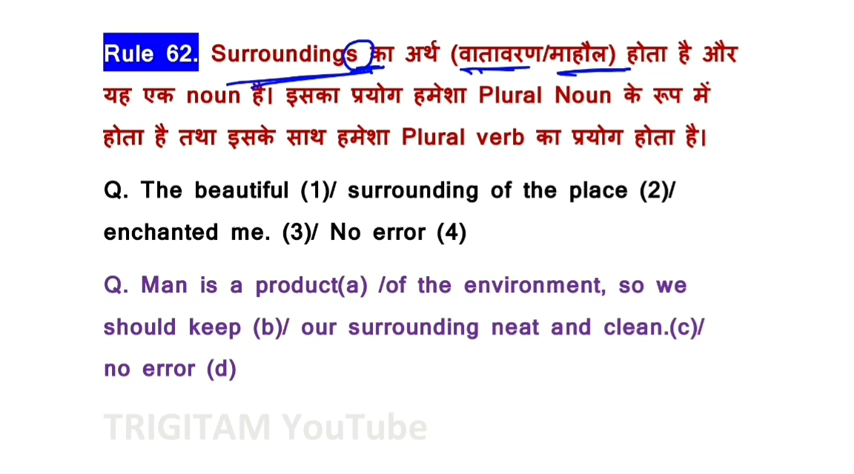 Rule 62. Surroundings का अर्थ (वातावरण/माहौल) होता है और
यह एक noun है। इसका प्रयोग हमेशा Plural Noun के रूप में
होता है तथा इसके साथ हमेशा Plural verb का प्रयोग होता है।
Q. The beautiful (1)/ surrounding of the place (2)/
enchanted me. (3)/ No error (4)
Q. Man is a product(a) /of the environment, so we
should keep (b)/ our surrounding neat and clean.(c)/
no error (d)
TRIGITAM YouTube